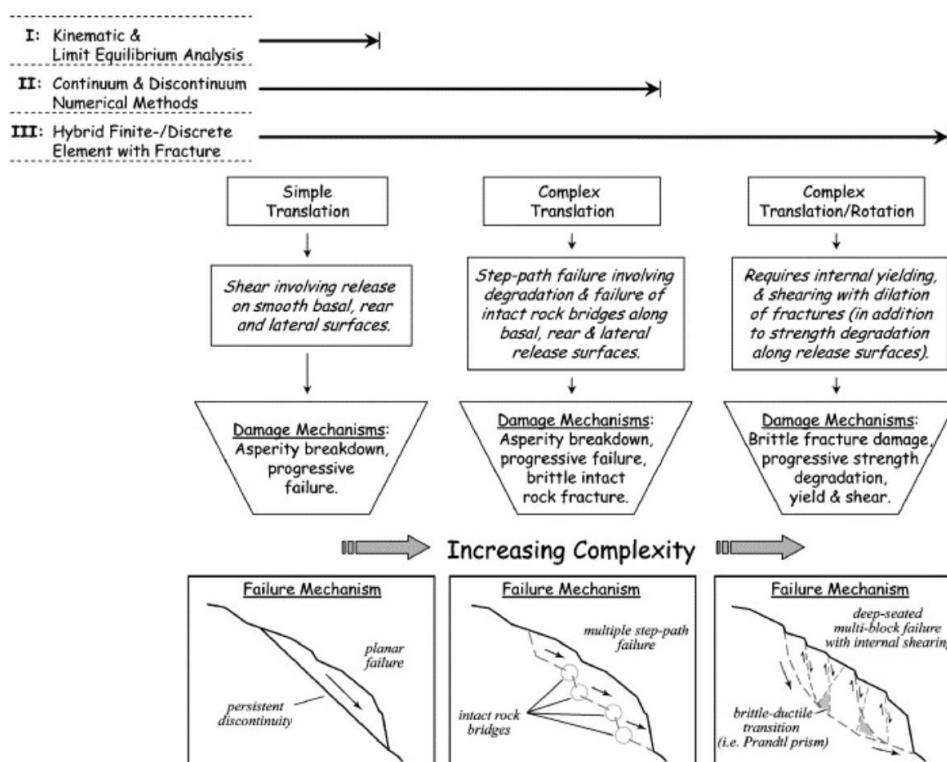 I: Kinematic &
Limit Equilibrium Analysis
II: Continuum & Discontinuum
Numerical Methods
III: Hybrid Finite-/Discrete
Element with Fracture
Simple
Translation
Shear involving release
on smooth basal, rear
and lateral surfaces.
Damage Mechanisms:
Asperity breakdown,
progressive
failure.
Complex
Translation
Step-path failure involving
degradation & failure of
intact rock bridges along
basal, rear & lateral
release surfaces.
Damage Mechanisms:
Asperity breakdown,
progressive failure,
brittle intact
rock fracture.
Complex
Translation/Rotation
Requires internal yielding,
& shearing with dilation
of fractures (in addition
to strength degradation
along release surfaces).
Damage Mechanisms:
Brittle fracture damage,
progressive strength
degradation,
yield & shear.
Increasing Complexity
Failure Mechanism
planar
failure
persistent
discontinuity
Failure Mechanism
multiple step-path
failure
intact rock
bridges
Failure Mechanism
deep-seated
multi-block failure
with internal shearing
brittle-ductile
transition
(i.e. Prandtl prism)